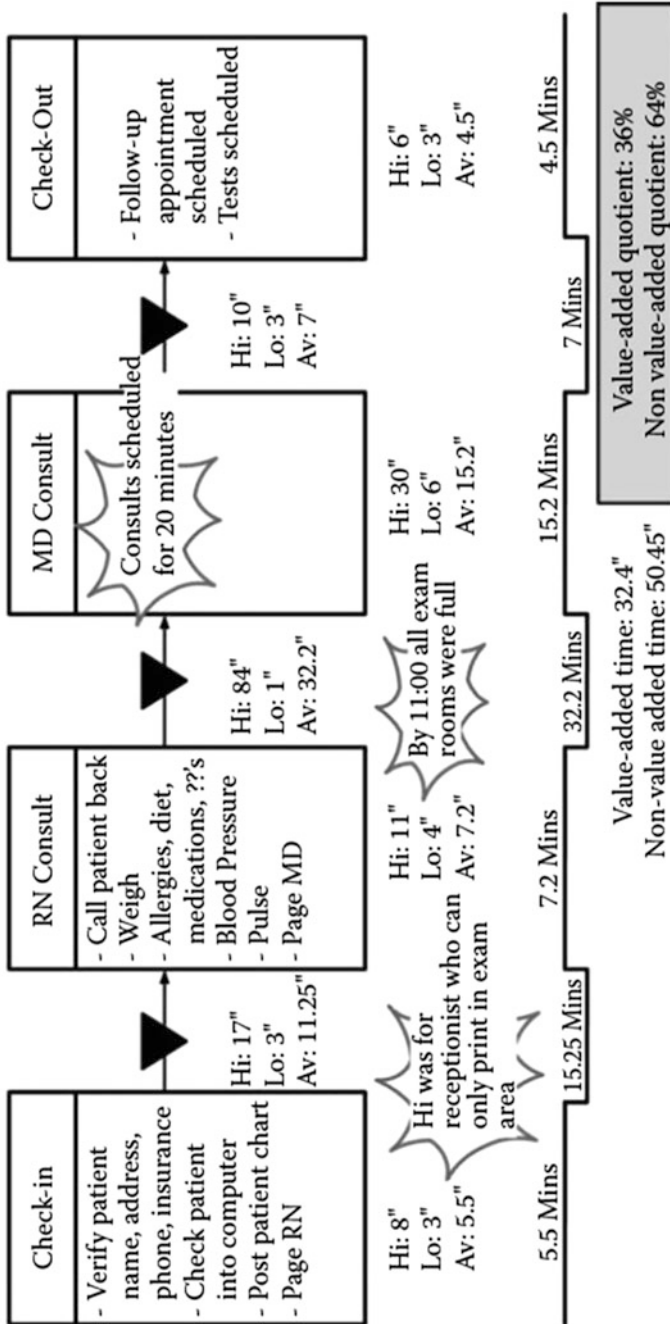 Check-in
- Verify patient
name, address,
phone, insurance
- Check patient
into computer
- Post patient chart
- Page RN
Hi: 8"
Lo: 3"
Av: 5.5"
Hi was for
receptionist who can
only print in exam
area
Hi: 17"
Lo: 3"
Av: 11.25"
RN Consult
- Call patient back
- Weigh
- Allergies, diet,
medications, ??'s
- Blood Pressure
- Pulse
- Page MD
Hi: 11"
Lo: 4"
Av: 7.2"
By 11:00 all exam
rooms were full
Hi: 84"
Lo: 1"
Av: 32.2"
MD Consult
Consults scheduled
for 20 minutes
Hi: 30"
Lo: 6"
Av: 15.2"
Hi: 10"
Lo: 3"
Av: 7"
Check-Out
- Follow-up
appointment
scheduled
- Tests scheduled
Hi: 6"
Lo: 3"
Av: 4.5"
5.5 Mins
15.25 Mins
7.2 Mins
32.2 Mins
15.2 Mins
7 Mins
4.5 Mins
Value-added time: 32.4"
Non-value added time: 50.45"
Value-added quotient: 36%
Non value-added quotient: 64%